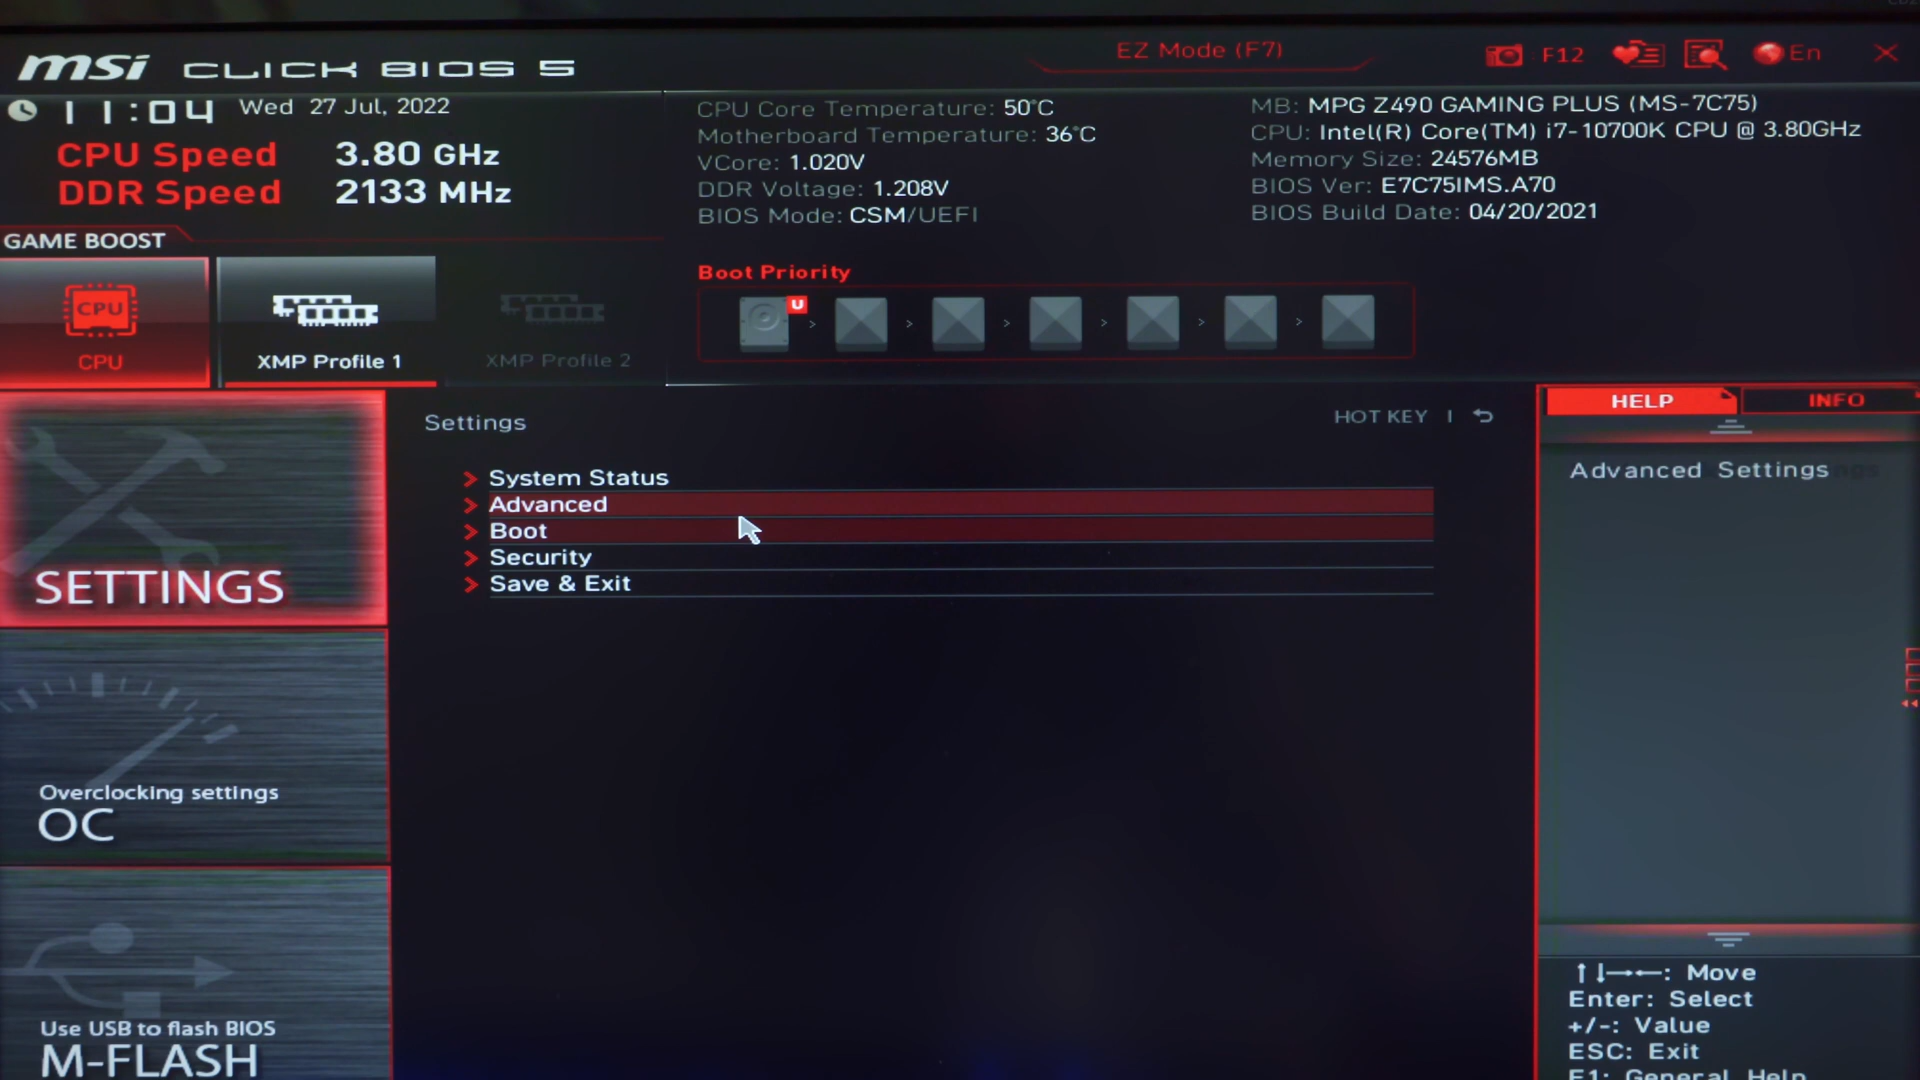 msi CLICK BIOS 5
EZ Mode (F7)
F12
En
11:04 Wed 27 Jul, 2022
CPU Speed 3.80 GHz
DDR Speed 2133 MHz
CPU Core Temperature: 50°C
Motherboard Temperature: 36°C
VCore: 1.020V
DDR Voltage: 1.208V
BIOS Mode: CSM/UEFI
MB: MPG Z490 GAMING PLUS (MS-7C75)
CPU: Intel(R) Core(TM) i7-10700K CPU @ 3.80GHz
Memory Size: 24576MB
BIOS Ver: E7C75IMS.A70
BIOS Build Date: 04/20/2021
GAME BOOST
CPU
CPU
XMP Profile 1
XMP Profile 2
Boot Priority
U
SETTINGS
Overclocking settings
OC
Use USB to flash BIOS
M-FLASH
Settings
HOT KEY
System Status
Advanced
Boot
Security
Save & Exit
HELP
INFO
Advanced Settings
↑↓→←: Move
Enter: Select
+/-: Value
ESC: Exit
F1: General Help